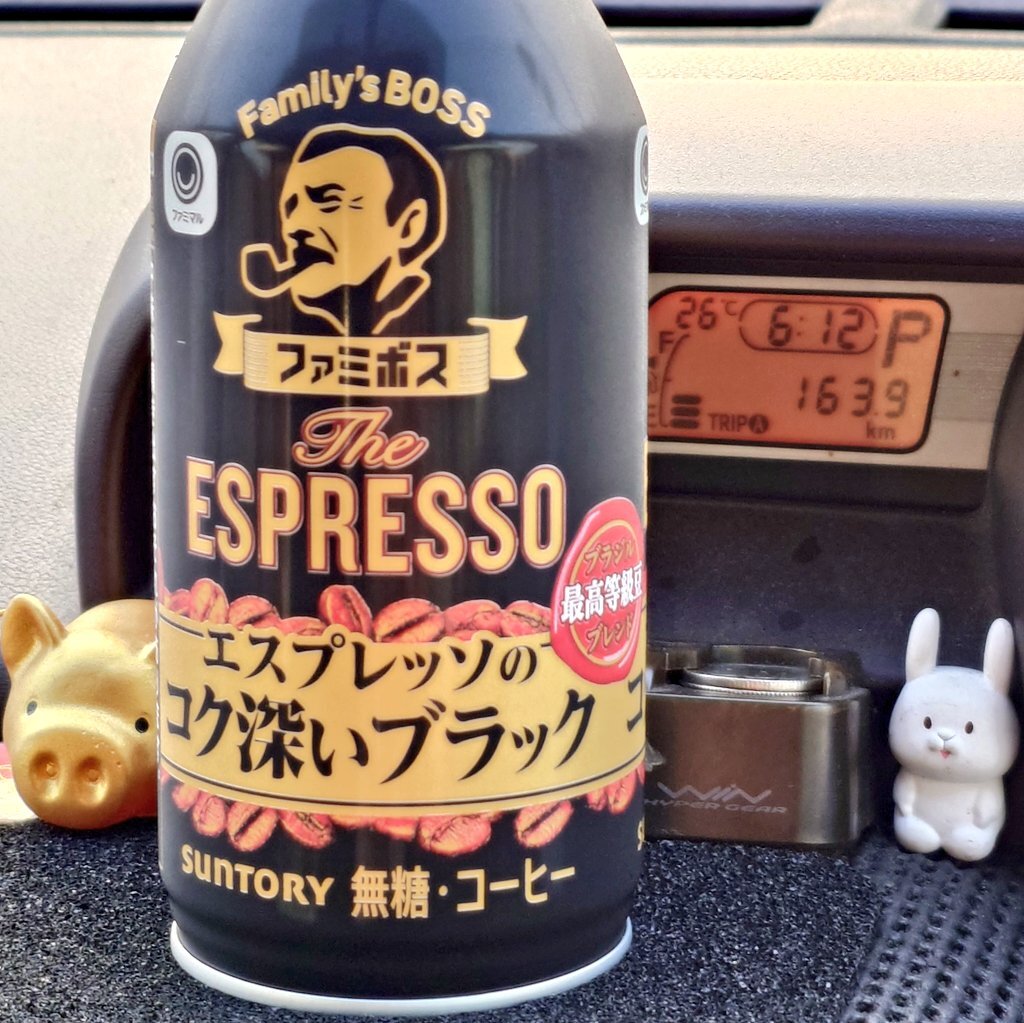 Family's BOSS
ファミマル
ファミボス
The
ESPRESSO
ブラジル
最高等級豆
ブレンド
エスプレッソの
コク深いブラック
コ
SUNTORY 無糖・コーヒー
26℃ 6:12 P
F
E
TRIP A 163.9
km
WIN
HYPER GEAR